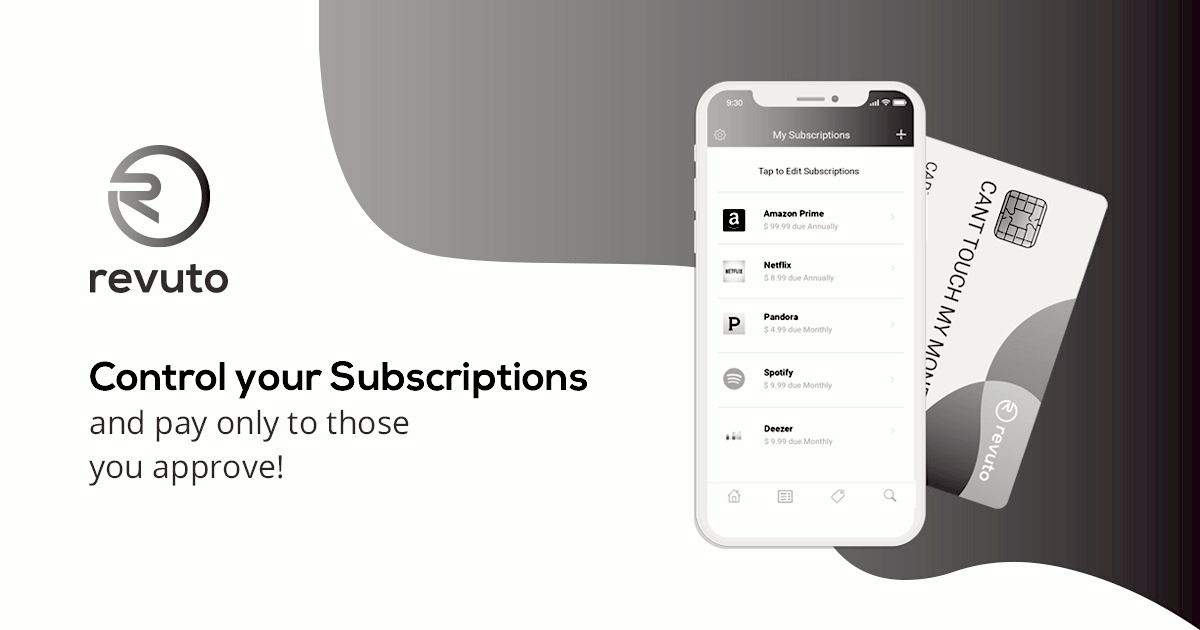 revuto
Control your Subscriptions
and pay only to those
you approve!
9:30
My Subscriptions
Tap to Edit Subscriptions
a
Amazon Prime
$ 99.99 due Annually
NETFLIX
Netflix
$ 8.99 due Annually
P
Pandora
$ 4.99 due Monthly
Spotify
$ 9.99 due Monthly
Deezer
$ 9.99 due Monthly
CANT TOUCH MY
revuto